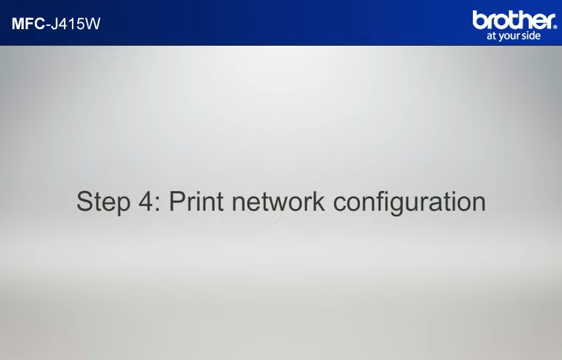 MFC-J415W
brother
at your side
Step 4: Print network configuration